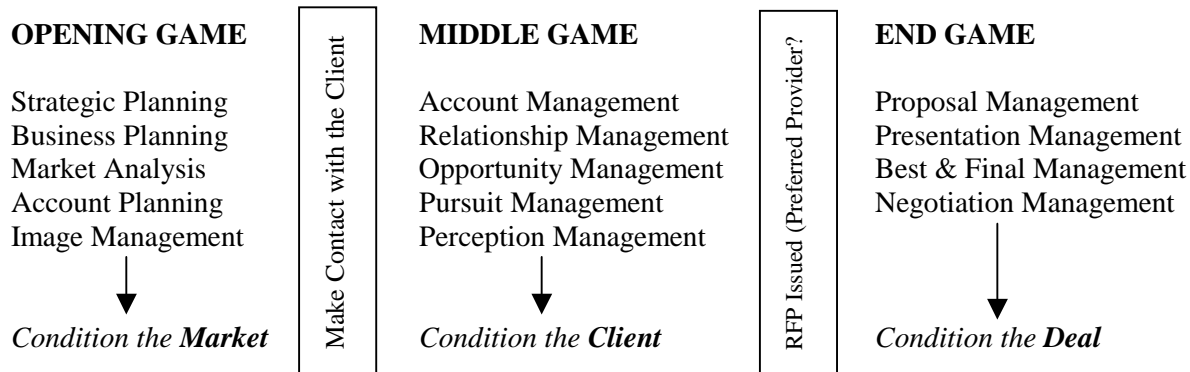 OPENING GAME
Strategic Planning
Business Planning
Market Analysis
Account Planning
Image Management
Condition the Market
Make Contact with the Client
MIDDLE GAME
Account Management
Relationship Management
Opportunity Management
Pursuit Management
Perception Management
Condition the Client
RFP Issued (Preferred Provider?
END GAME
Proposal Management
Presentation Management
Best & Final Management
Negotiation Management
Condition the Deal